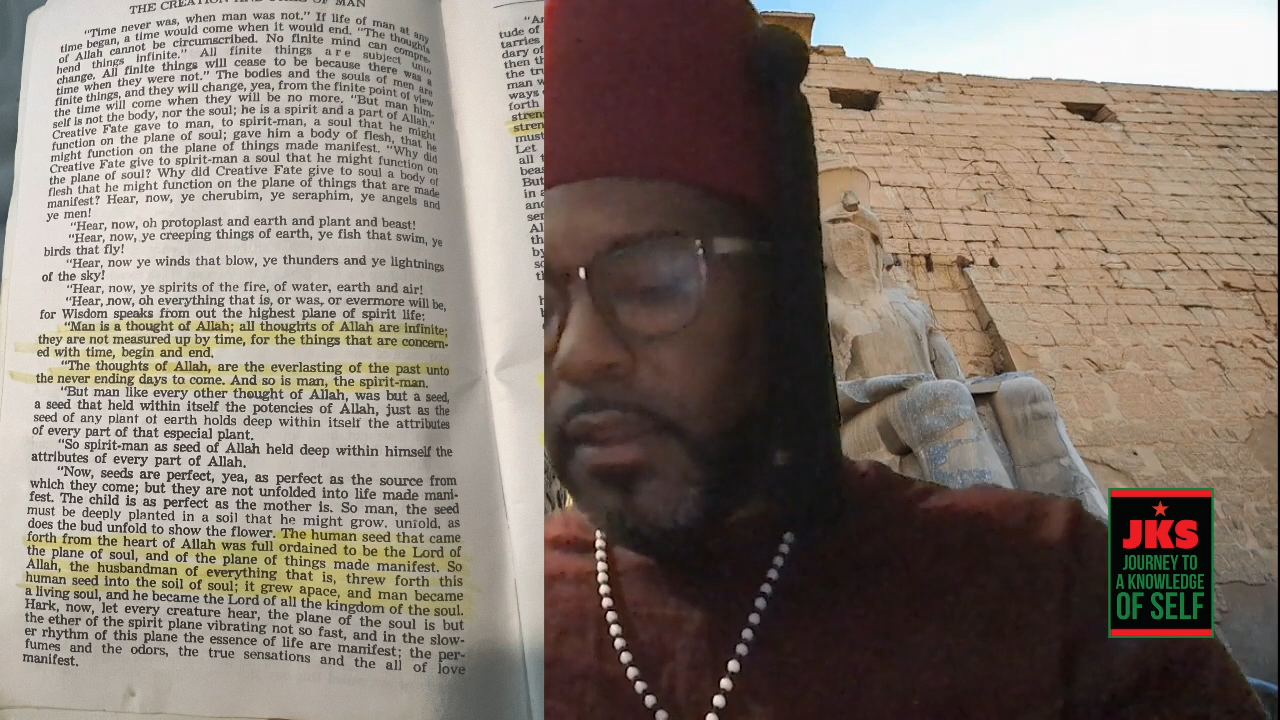 THE CREATION AND FALL OF MAN
"Time never was, when man was not." If life of man at any
time began, a time would come when it would end. "The thoughts
of Allah cannot be circumscribed. No finite mind can compre-
hend things infinite." All finite things are subject unto
change. All finite things will cease to be because there was a
time when they were not." The bodies and the souls of men are
finite things, and they will change, yea, from the finite point of view
the time will come when they will be no more. "But man him-
self is not the body, nor the soul; he is a spirit and a part of Allah."
Creative Fate gave to man, to spirit-man, a soul that he might
function on the plane of soul; gave him a body of flesh, that he
might function on the plane of things made manifest. "Why did
Creative Fate give to spirit-man a soul that he might function on
the plane of soul? Why did Creative Fate give to soul a body of
flesh that he might function on the plane of things that are made
manifest? Hear, now, ye cherubim, ye seraphim, ye angels and
ye men!
"Hear, now, oh protoplast and earth and plant and beast!
"Hear, now, ye creeping things of earth, ye fish that swim, ye
birds that fly!
"Hear, now ye winds that blow, ye thunders and ye lightnings
of the sky!
"Hear, now, ye spirits of the fire, of water, earth and air!
"Hear, now, oh everything that is, or was, or evermore will be,
for Wisdom speaks from out the highest plane of spirit life;
"Man is a thought of Allah; all thoughts of Allah are infinite;
they are not measured up by time, for the things that are concern-
ed with time, begin and end.
"The thoughts of Allah, are the everlasting of the past unto
the never ending days to come. And so is man, the spirit-man.
"But man like every other thought of Allah, was but a seed,
a seed that held within itself the potencies of Allah, just as the
seed of any plant of earth holds deep within itself the attributes
of every part of that especial plant.
"So spirit-man as seed of Allah held deep within himself the
attributes of every part of Allah.
"Now, seeds are perfect, yea, as perfect as the source from
which they come; but they are not unfolded into life made mani-
fest. The child is as perfect as the mother is. So man, the seed
must be deeply planted in a soil that he might grow, unfold, as
does the bud unfold to show the flower. The human seed that came
forth from the heart of Allah was full ordained to be the Lord of
the plane of soul, and of the plane of things made manifest. So
Allah, the husbandman of everything that is, threw forth this
human seed into the soil of soul; it grew apace, and man became
a living soul, and he became the Lord of all the kingdom of the soul.
Hark, now, let every creature hear, the plane of the soul is but
the ether of the spirit plane vibrating not so fast, and in the slow-
er rhythm of this plane the essence of life are manifest; the per-
fumes and the odors, the true sensations and the all of love
manifest.
tude of
tarries
dary of
then th
the tru
man w
ways
forth
stren
must
Let
all t
beas
But
in a
JKS
JOURNEY TO
A KNOWLEDGE
OF SELF